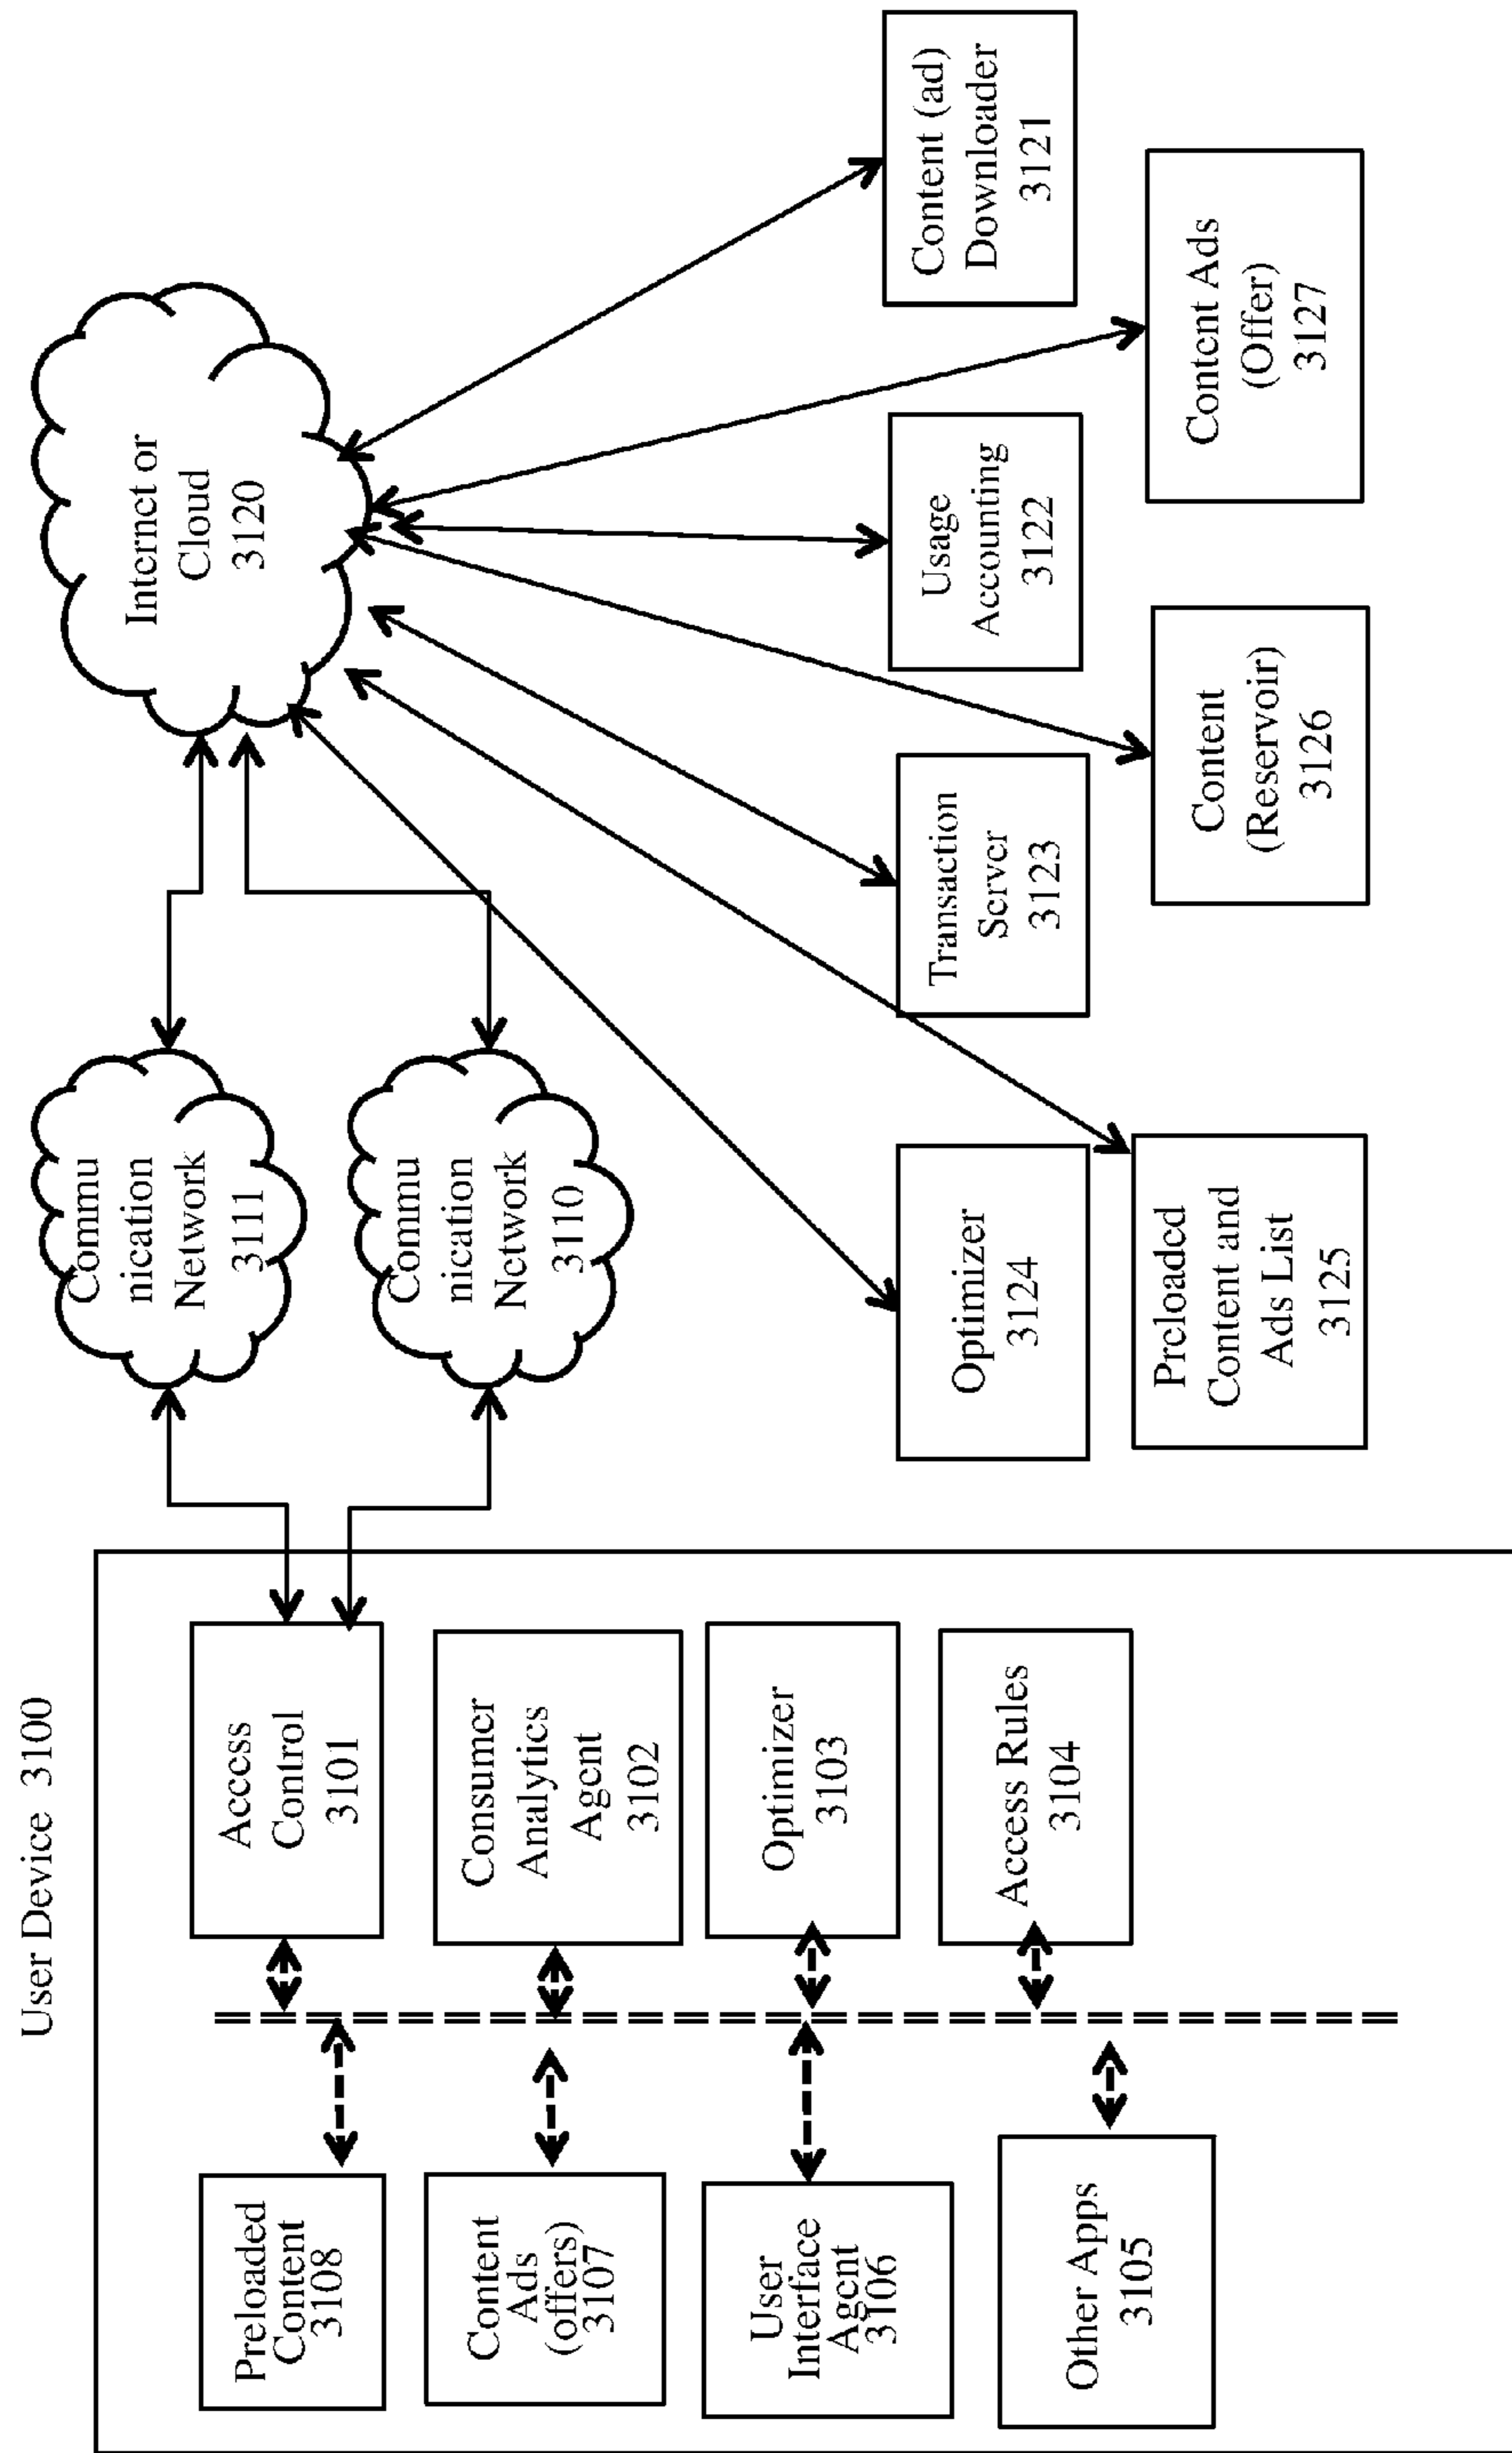 User Device 3100
Preloaded
Content
3108
Content
Ads
(offers)
3107
User
Interface
Agent
3106
Other Apps
3105
Access
Control
3101
Consumer
Analytics
Agent
3102
Optimizer
3103
Access Rules
3104
Commu
nication
Network
3111
Commu
nication
Network
3110
Internet or
Cloud
3120
Optimizer
3124
Preloaded
Content and
Ads List
3125
Transaction
Server
3123
Content
(Reservoir)
3126
Usage
Accounting
3122
Content Ads
(Offer)
3127
Content (ad)
Downloader
3121